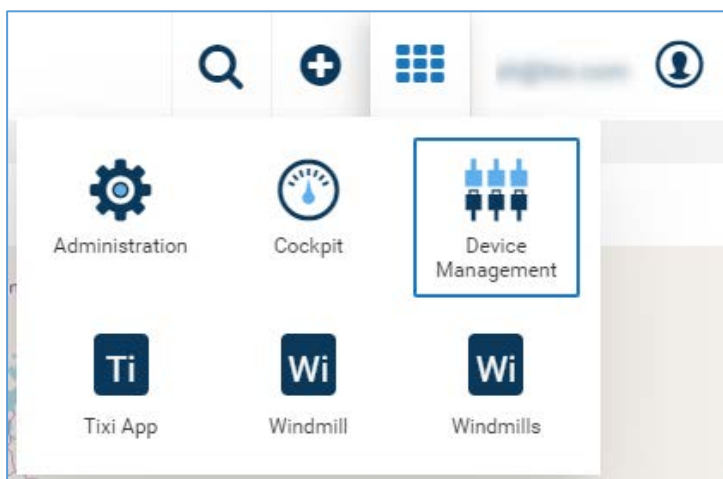 Administration
Cockpit
Device
Management
Ti
Wi
Wi
Tixi App
Windmill
Windmills